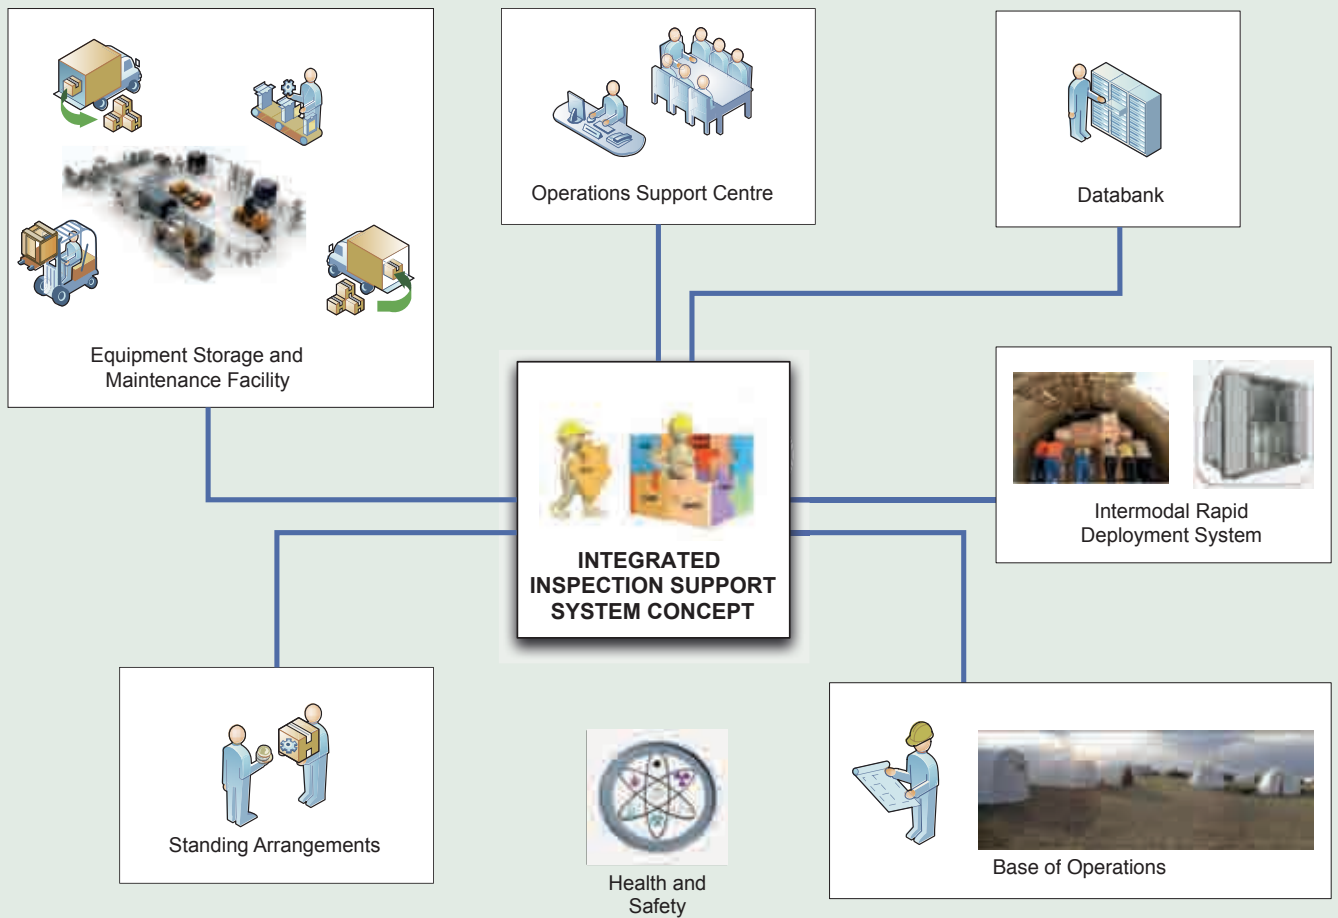 Operations Support Centre
Databank
Equipment Storage and
Maintenance Facility
Intermodal Rapid
Deployment System
INTEGRATED
INSPECTION SUPPORT
SYSTEM CONCEPT
Standing Arrangements
Health and
Safety
Base of Operations